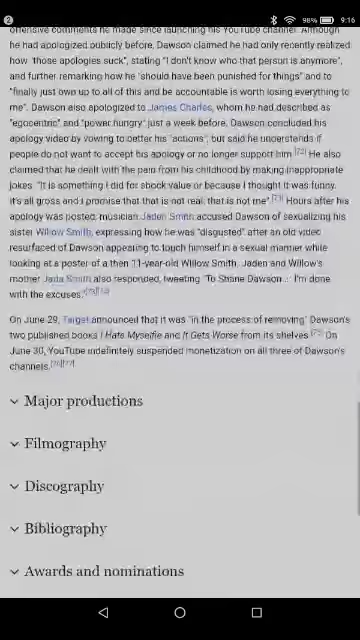 2 98% 9:16
offensive comments he made since launching his YouTube channel. Although
he had apologized publicly before, Dawson claimed he had only recently realized
how "those apologies suck", stating "I don't know who that person is anymore",
and further remarking how he "should have been punished for things" and to
"finally just own up to all of this and be accountable is worth losing everything to
me". Dawson also apologized to James Charles, whom he had described as
"egocentric" and "power hungry" just a week before. Dawson concluded his
apology video by vowing to better his "actions", but said he understands if
people do not want to accept his apology or no longer support him.[72] He also
claimed that he dealt with the pain from his childhood by making inappropriate
jokes. "It is something I did for shock value or because I thought it was funny.
It's all gross and I promise that that is not real, that is not me".[73] Hours after his
apology was posted, musician Jaden Smith accused Dawson of sexualizing his
sister Willow Smith, expressing how he was "disgusted" after an old video
resurfaced of Dawson appearing to touch himself in a sexual manner while
looking at a poster of a then 11-year-old Willow Smith. Jaden and Willow's
mother Jada Smith also responded, tweeting "To Shane Dawson ... I'm done
with the excuses."
On June 29, Target announced that it was "in the process of removing" Dawson's
two published books I Hate Myselfie and It Gets Worse from its shelves.[75] On
June 30, YouTube indefinitely suspended monetization on all three of Dawson's
channels.[76][77]
Major productions
Filmography
Discography
Bibliography
Awards and nominations